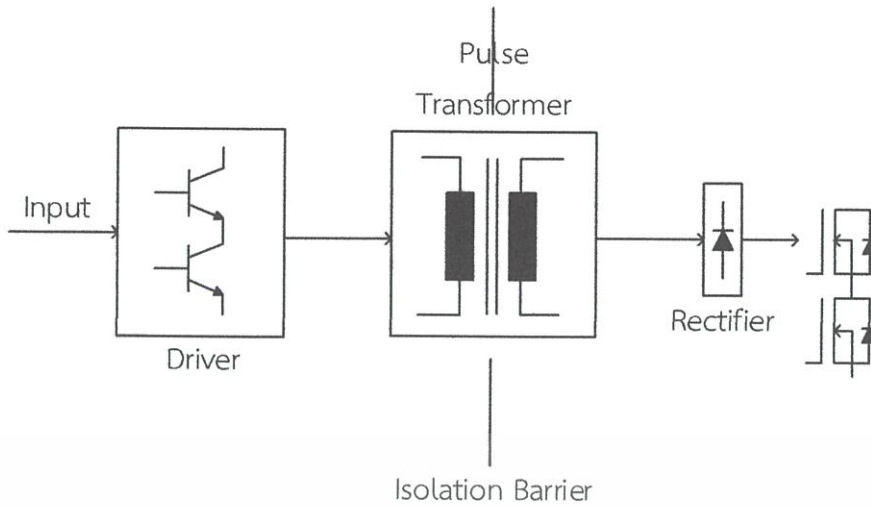 Pulse
Transformer
Input
Driver
Rectifier
Isolation Barrier